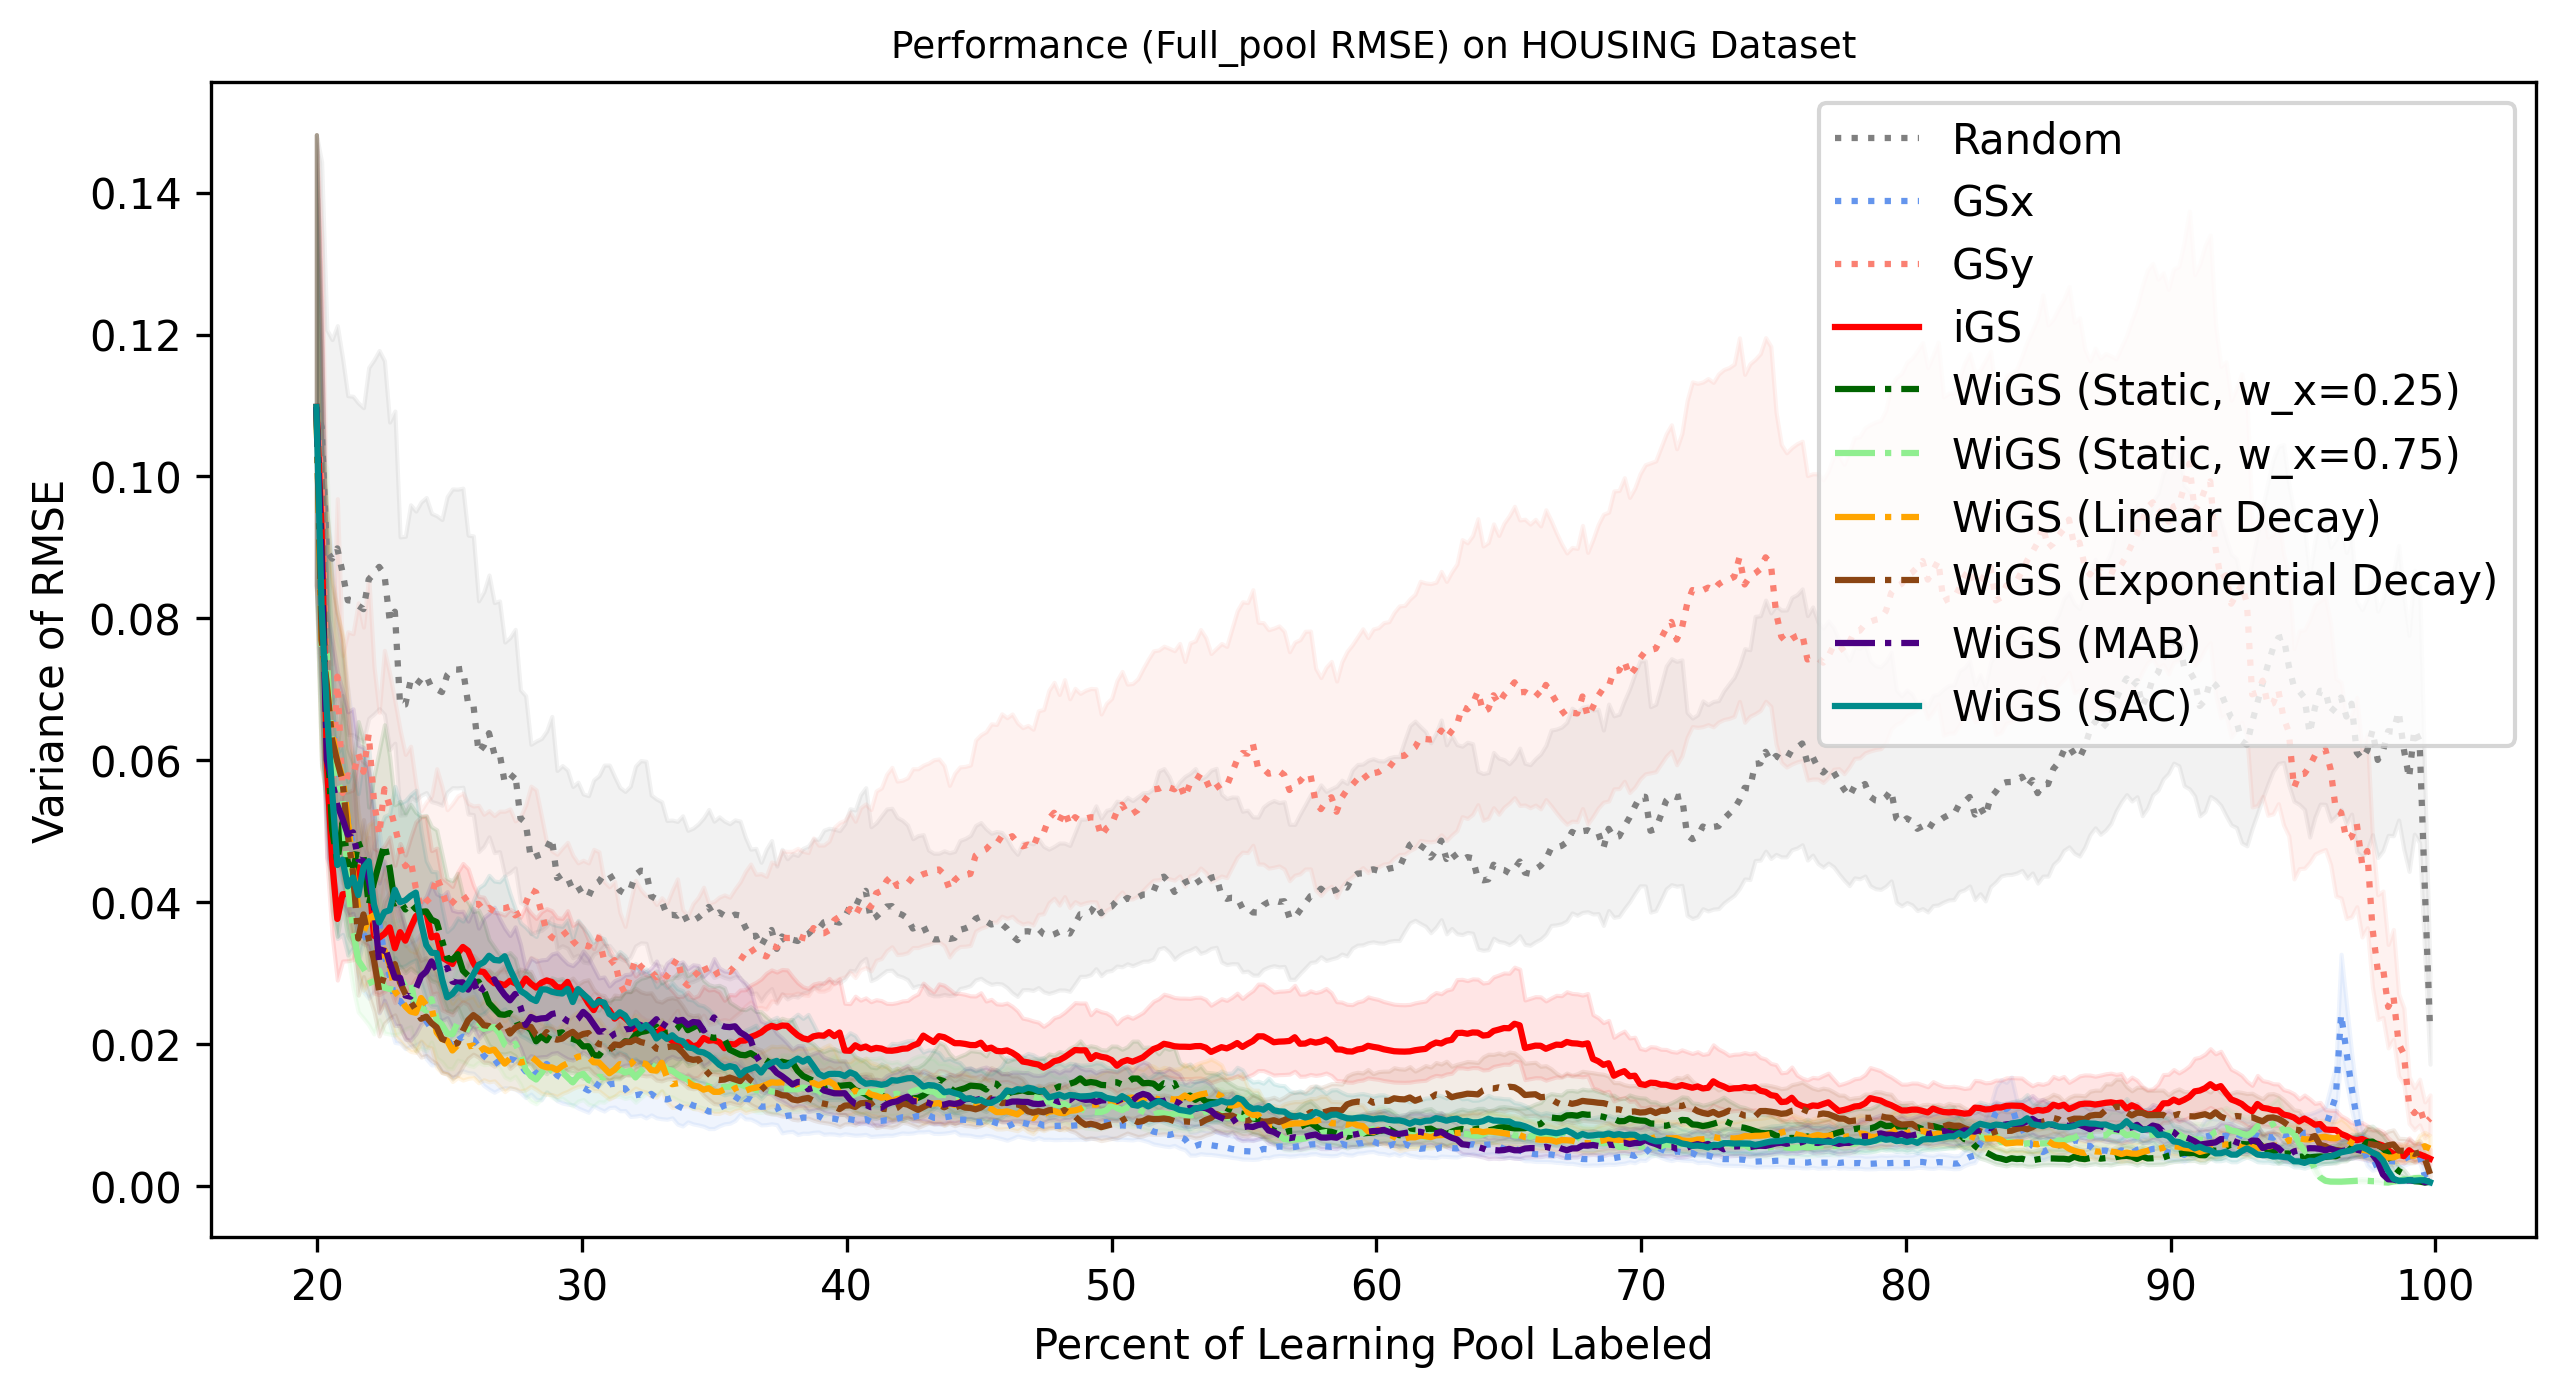 Performance (Full_pool RMSE) on HOUSING Dataset
Variance of RMSE
0.14
0.12
0.10
0.08
0.06
0.04
0.02
0.00
Random
GSx
GSy
iGS
WiGS (Static, w_x=0.25)
WiGS (Static, w_x=0.75)
WiGS (Linear Decay)
WiGS (Exponential Decay)
WiGS (MAB)
WiGS (SAC)
20 30 40 50 60 70 80 90 100
Percent of Learning Pool Labeled